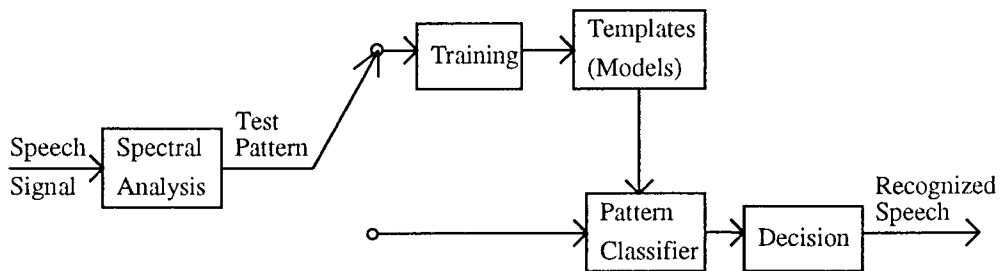 Templates
(Models)
Training
Test
Pattern
Speech
Signal
Spectral
Analysis
Recognized
Speech
Pattern
Classifier
Decision